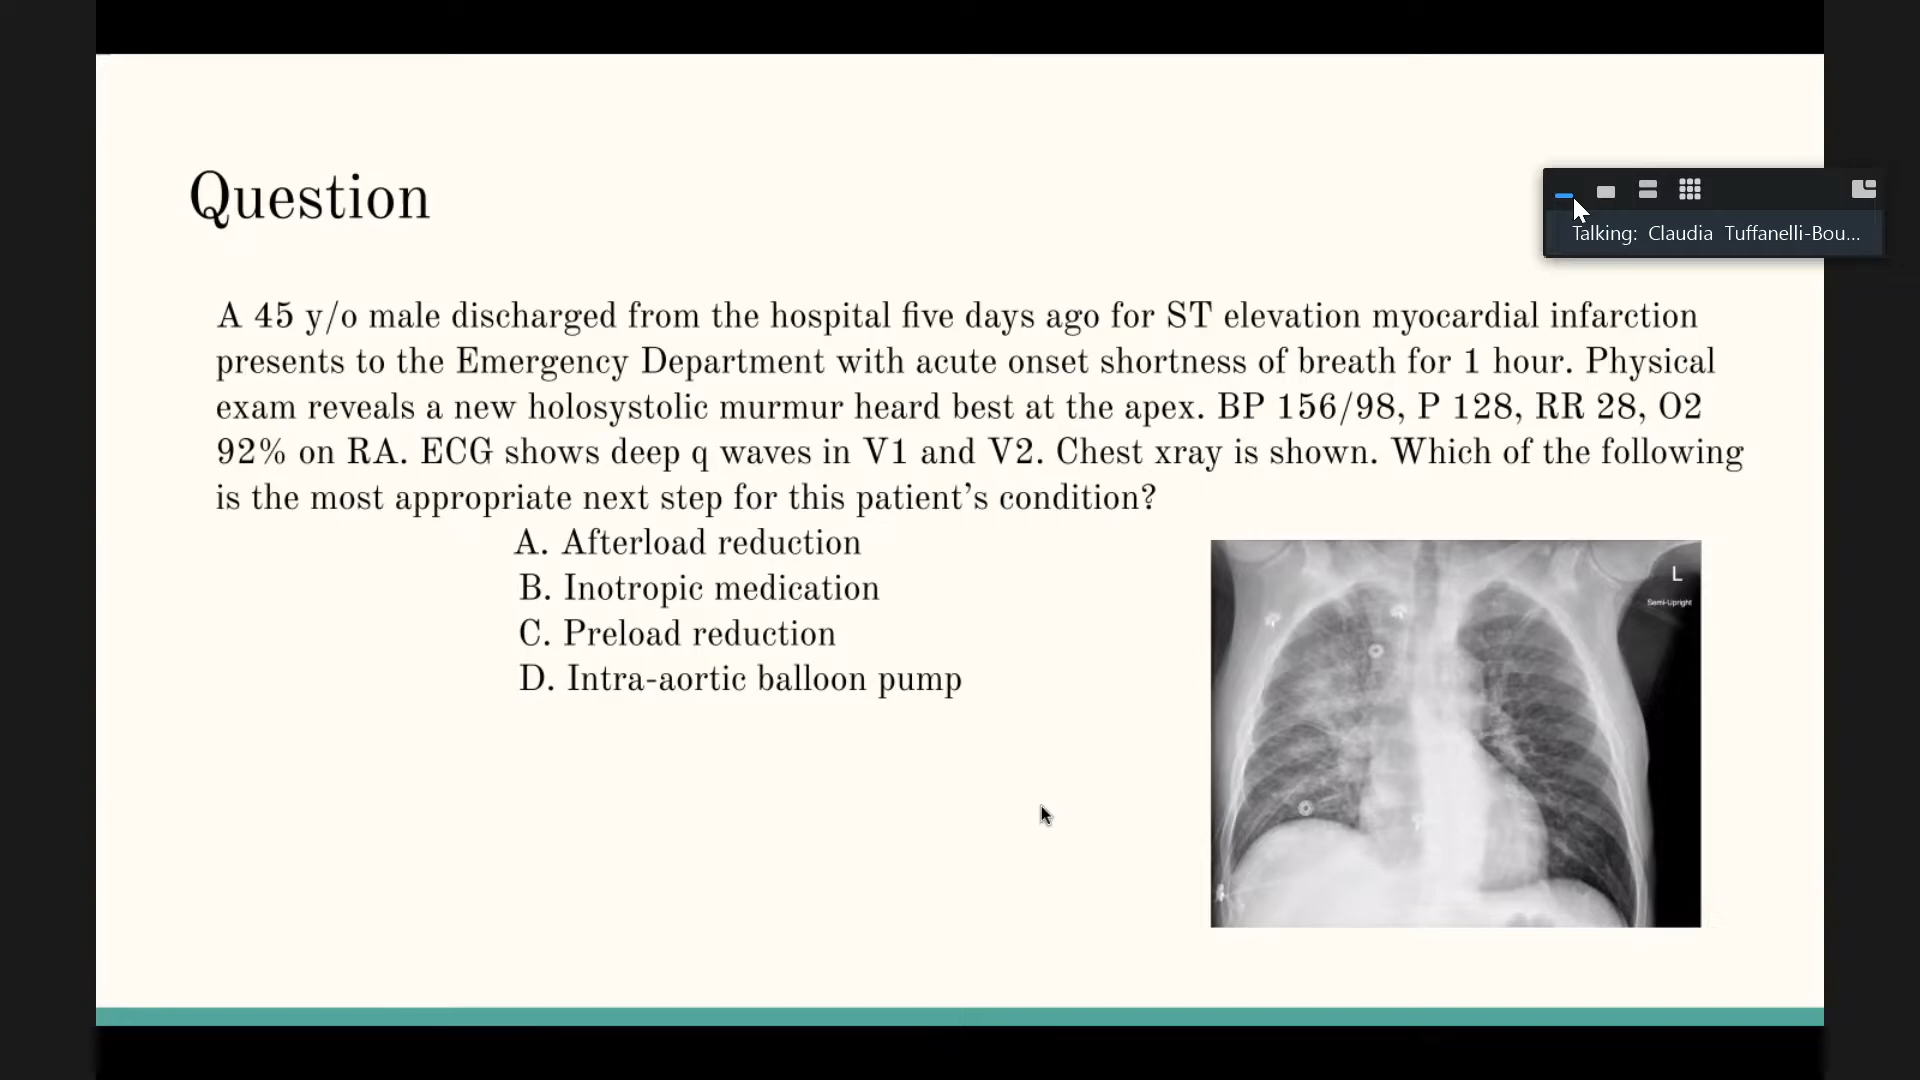 Question
Talking: Claudia Tuffanelli-Bou...
A 45 y/o male discharged from the hospital five days ago for ST elevation myocardial infarction
presents to the Emergency Department with acute onset shortness of breath for 1 hour. Physical
exam reveals a new holosystolic murmur heard best at the apex. BP 156/98, P 128, RR 28, O2
92% on RA. ECG shows deep q waves in V1 and V2. Chest xray is shown. Which of the following
is the most appropriate next step for this patient’s condition?
A. Afterload reduction
B. Inotropic medication
C. Preload reduction
D. Intra-aortic balloon pump
L
Semi-Upright